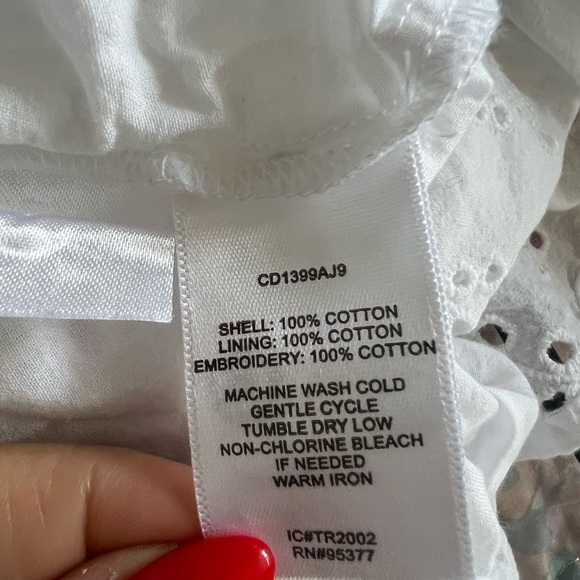 CD1399AJ9
SHELL: 100% COTTON
LINING: 100% COTTON
EMBROIDERY: 100% COTTON
MACHINE WASH COLD
GENTLE CYCLE
TUMBLE DRY LOW
NON-CHLORINE BLEACH
IF NEEDED
WARM IRON
IC#TR2002
RN#95377